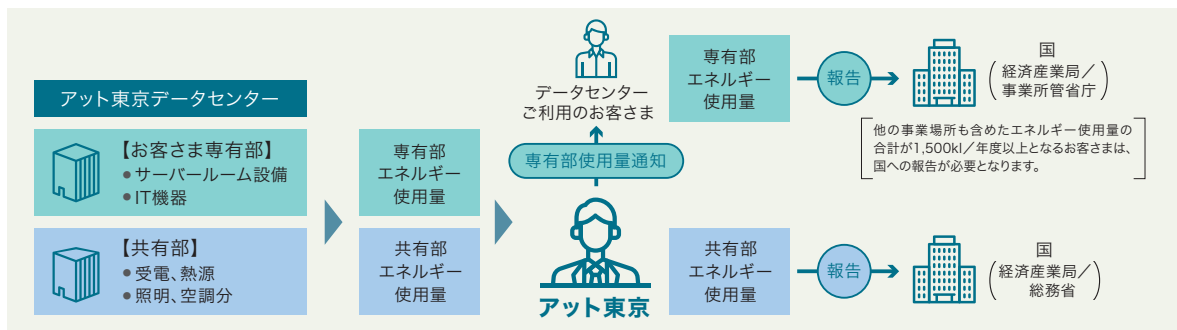 アット東京データセンター
【お客さま専有部】
●サーバールーム設備
●IT機器
【共有部】
●受電、熱源
●照明、空調分
専有部
エネルギー
使用量
共有部
エネルギー
使用量
データセンター
ご利用のお客さま
専有部使用量通知
アット東京
専有部
エネルギー
使用量
報告
国
(経済産業局／
事業所管省庁)
[他の事業場所も含めたエネルギー使用量の
合計が1,500kl／年度以上となるお客さまは、
国への報告が必要となります。]
共有部
エネルギー
使用量
報告
国
(経済産業局／
総務省)